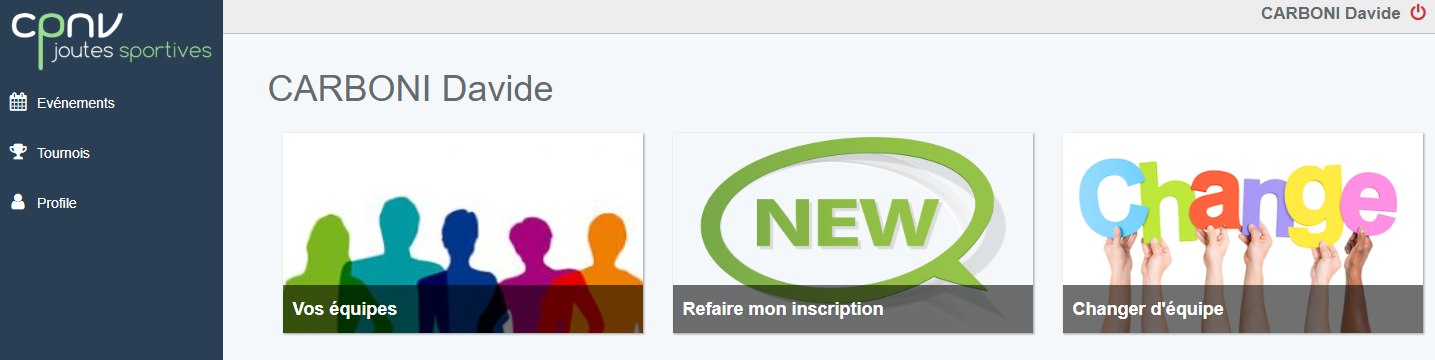 cpnv
joutes sportives
CARBONI Davide
Evénements
Tournois
Profile
CARBONI Davide
Vos équipes
NEW
Refaire mon inscription
Change
Changer d'équipe